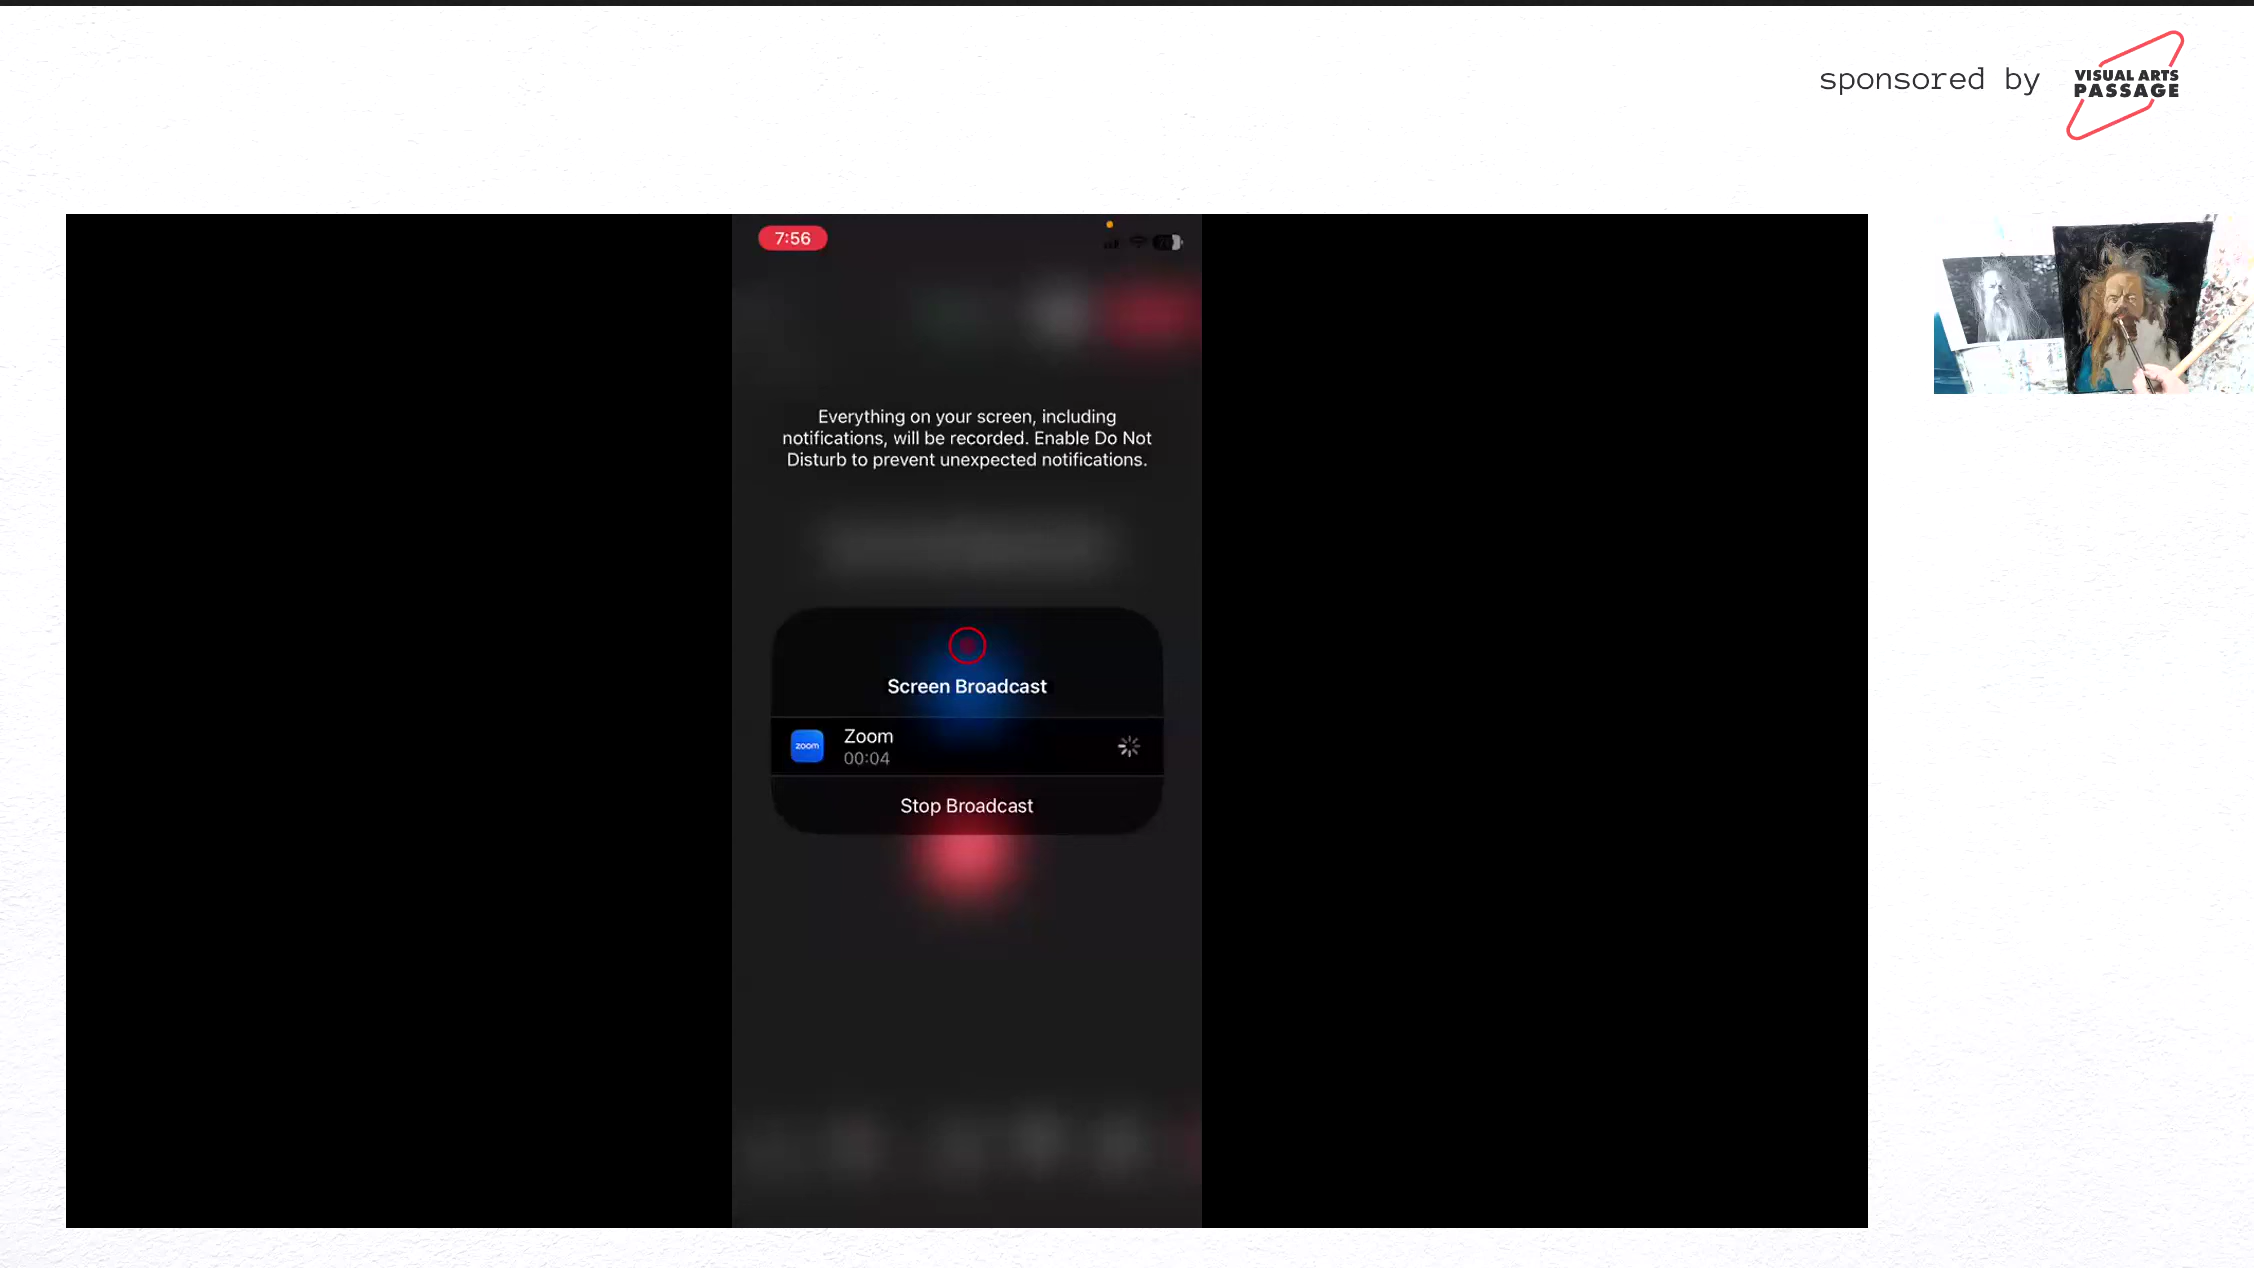 sponsored by
VISUAL ARTS
PASSAGE
7:56
Everything on your screen, including
notifications, will be recorded. Enable Do Not
Disturb to prevent unexpected notifications.
Screen Broadcast
zoom
Zoom
00:04
Stop Broadcast